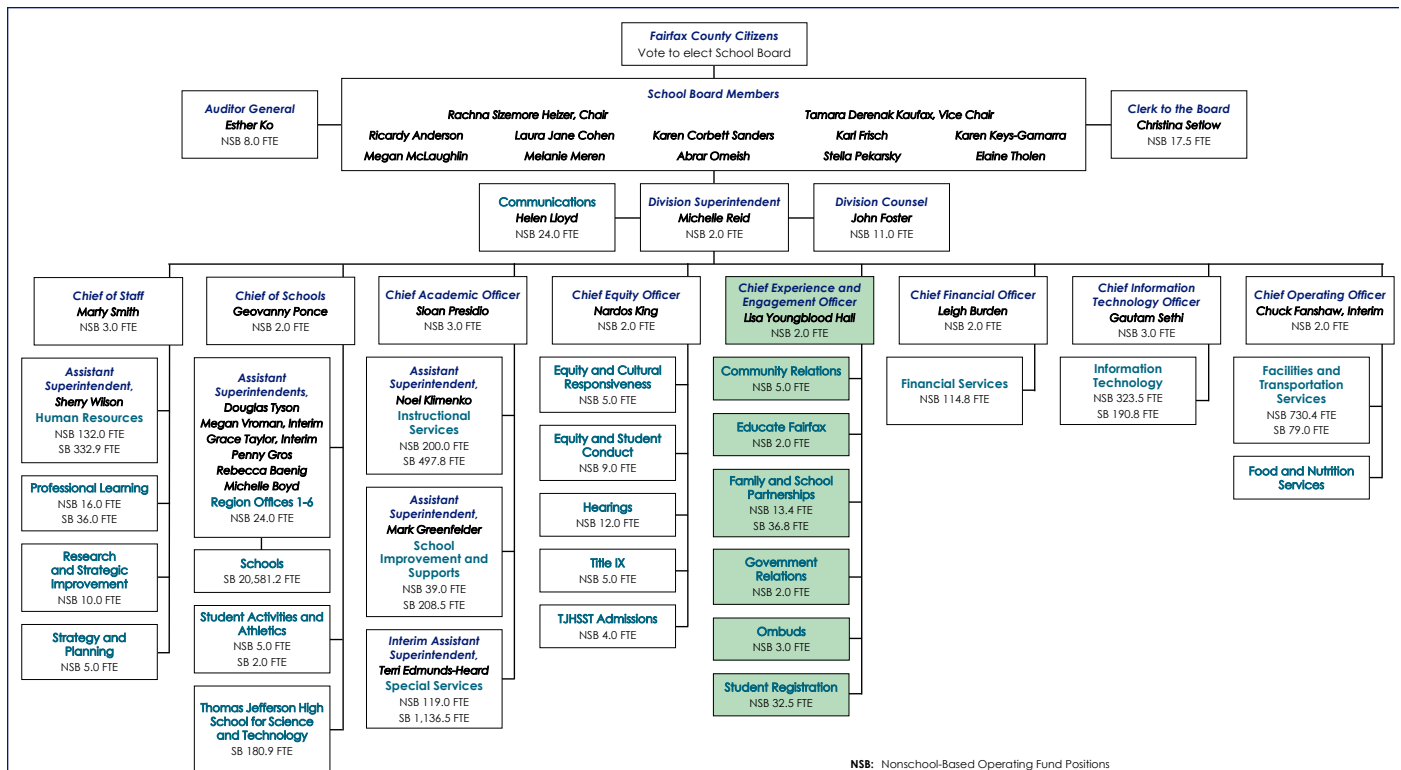 Fairfax County Citizens
Vote to elect School Board
School Board Members
Rachna Sizemore Heizer, Chair
Tamara Derenak Kaufax, Vice Chair
Ricardy Anderson
Laura Jane Cohen
Karen Corbett Sanders
Karl Frisch
Karen Keys-Gamarra
Megan McLaughlin
Melanie Meren
Abrar Omeish
Stella Pekarsky
Elaine Tholen
Auditor General
Esther Ko
NSB 8.0 FTE
Clerk to the Board
Christina Setlow
NSB 17.5 FTE
Communications
Helen Lloyd
NSB 24.0 FTE
Division Superintendent
Michelle Reid
NSB 2.0 FTE
Division Counsel
John Foster
NSB 11.0 FTE
Chief of Staff
Marty Smith
NSB 3.0 FTE
Assistant
Superintendent,
Sherry Wilson
Human Resources
NSB 132.0 FTE
SB 332.9 FTE
Professional Learning
NSB 16.0 FTE
SB 36.0 FTE
Research
and Strategic
Improvement
NSB 10.0 FTE
Strategy and
Planning
NSB 5.0 FTE
Chief of Schools
Geovanny Ponce
NSB 2.0 FTE
Assistant
Superintendents,
Douglas Tyson
Megan Vroman, Interim
Grace Taylor, Interim
Penny Gros
Rebecca Baenig
Michelle Boyd
Region Offices 1-6
NSB 24.0 FTE
Schools
SB 20,581.2 FTE
Student Activities and
Athletics
NSB 5.0 FTE
SB 2.0 FTE
Thomas Jefferson High
School for Science
and Technology
SB 180.9 FTE
Chief Academic Officer
Sloan Presidio
NSB 3.0 FTE
Assistant
Superintendent,
Noel Klimenko
Instructional
Services
NSB 200.0 FTE
SB 497.8 FTE
Assistant
Superintendent,
Mark Greenfelder
School
Improvement and
Supports
NSB 39.0 FTE
SB 208.5 FTE
Interim Assistant
Superintendent,
Terri Edmunds-Heard
Special Services
NSB 119.0 FTE
SB 1,136.5 FTE
Chief Equity Officer
Nardos King
NSB 2.0 FTE
Equity and Cultural
Responsiveness
NSB 5.0 FTE
Equity and Student
Conduct
NSB 9.0 FTE
Hearings
NSB 12.0 FTE
Title IX
NSB 5.0 FTE
TJHSST Admissions
NSB 4.0 FTE
Chief Experience and
Engagement Officer
Lisa Youngblood Hall
NSB 2.0 FTE
Community Relations
NSB 5.0 FTE
Educate Fairfax
NSB 2.0 FTE
Family and School
Partnerships
NSB 13.4 FTE
SB 36.8 FTE
Government
Relations
NSB 2.0 FTE
Ombuds
NSB 3.0 FTE
Student Registration
NSB 32.5 FTE
Chief Financial Officer
Leigh Burden
NSB 2.0 FTE
Financial Services
NSB 114.8 FTE
Chief Information
Technology Officer
Gautam Sethi
NSB 3.0 FTE
Information
Technology
NSB 323.5 FTE
SB 190.8 FTE
Chief Operating Officer
Chuck Fanshaw, Interim
NSB 2.0 FTE
Facilities and
Transportation
Services
NSB 730.4 FTE
SB 79.0 FTE
Food and Nutrition
Services
NSB: Nonschool-Based Operating Fund Positions